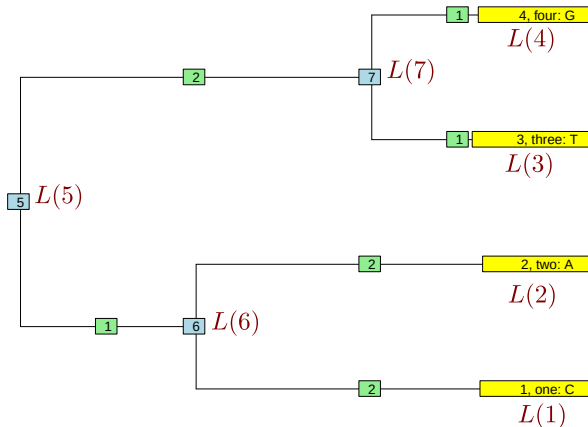 1 4, four: G
L(4)
2 7 L(7)
1 3, three: T
L(3)
5 L(5)
2 2, two: A
L(2)
1 6 L(6)
2 1, one: C
L(1)